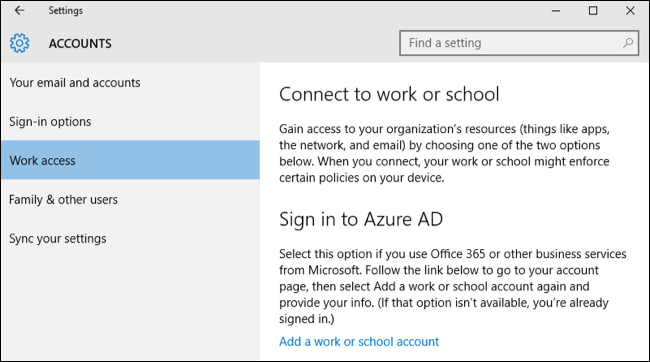 Settings
ACCOUNTS
Find a setting
Your email and accounts
Sign-in options
Work access
Family & other users
Sync your settings
Connect to work or school
Gain access to your organization's resources (things like apps,
the network, and email) by choosing one of the two options
below. When you connect, your work or school might enforce
certain policies on your device.
Sign in to Azure AD
Select this option if you use Office 365 or other business services
from Microsoft. Follow the link below to go to your account
page, then select Add a work or school account again and
provide your info. (If that option isn't available, you're already
signed in.)
Add a work or school account